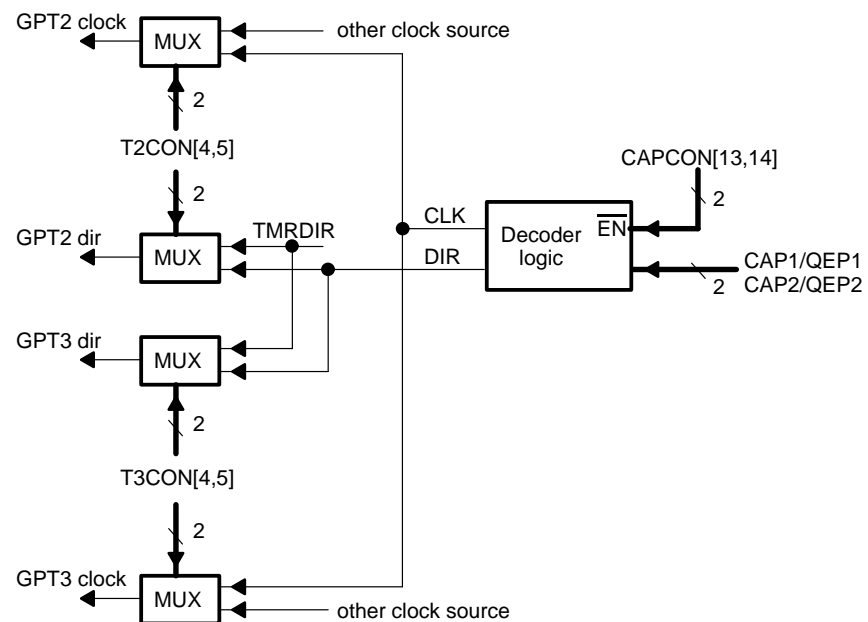 GPT2 clock
MUX
other clock source
2
T2CON[4,5]
2
GPT2 dir
MUX
TMRDIR
CLK
DIR
Decoder
logic
EN
CAPCON[13,14]
2
CAP1/QEP1
CAP2/QEP2
2
GPT3 dir
MUX
2
T3CON[4,5]
2
GPT3 clock
MUX
other clock source